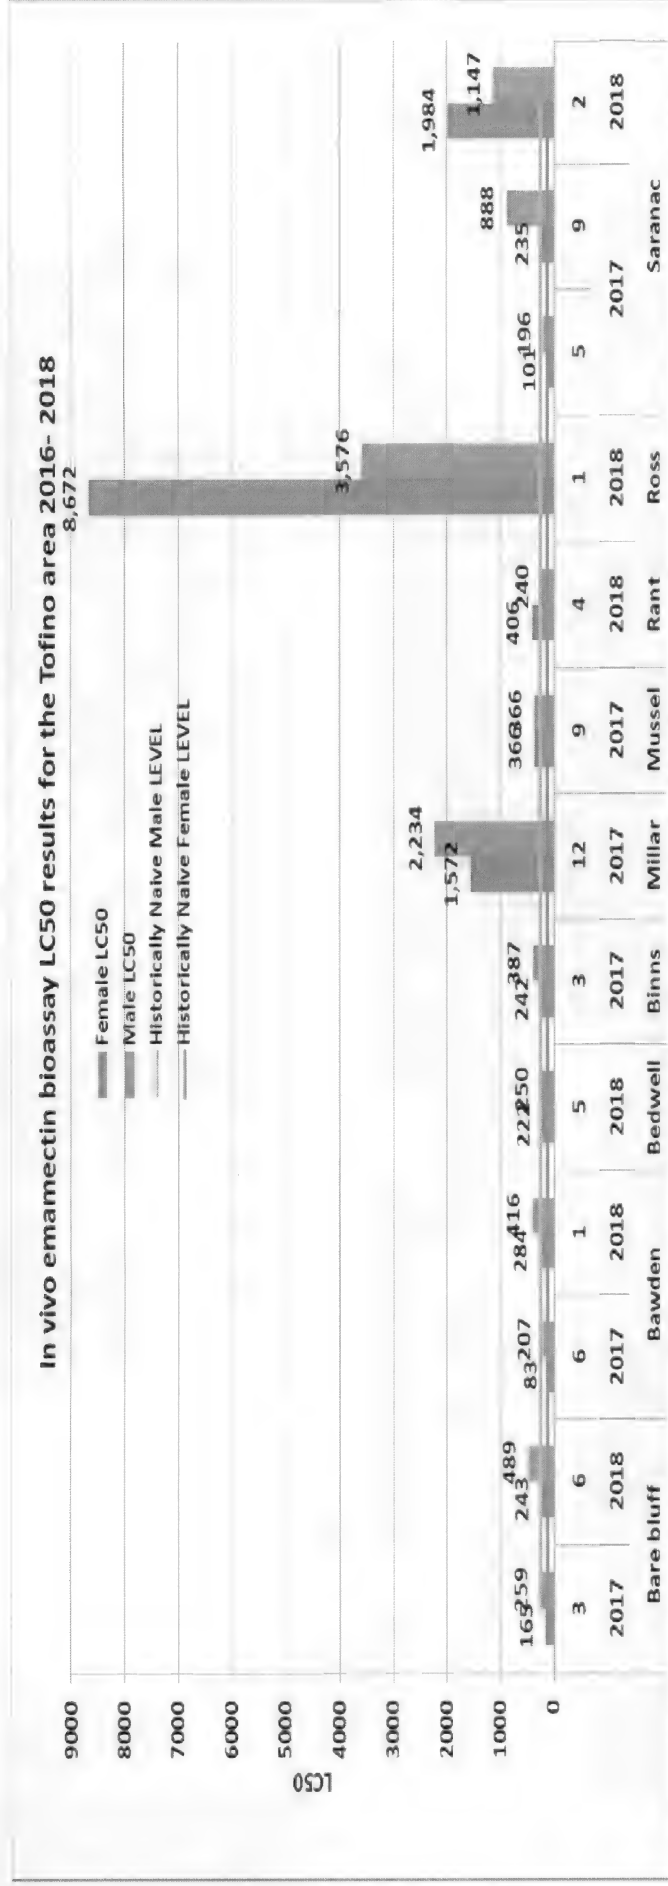 In vivo emamectin bioassay LC50 results for the Tofino area 2016- 2018
Female LC50
Male LC50
Historically Naive Male LEVEL
Historically Naive Female LEVEL
LC50
9000
8000
7000
6000
5000
4000
3000
2000
1000
0
165 259 243 489 83 207 284 416 222 250 242 387 1,572 2,234 366 366 406 240 8,672 3,576 101 196 235 888 1,984 1,147
3 6 6 1 5 3 12 9 4 1 5 9 2
2017 2018 2017 2018 2018 2017 2017 2017 2018 2018 2017 2018
Bare bluff Bawden Bedwell Binns Millar Mussel Rant Ross Saranac